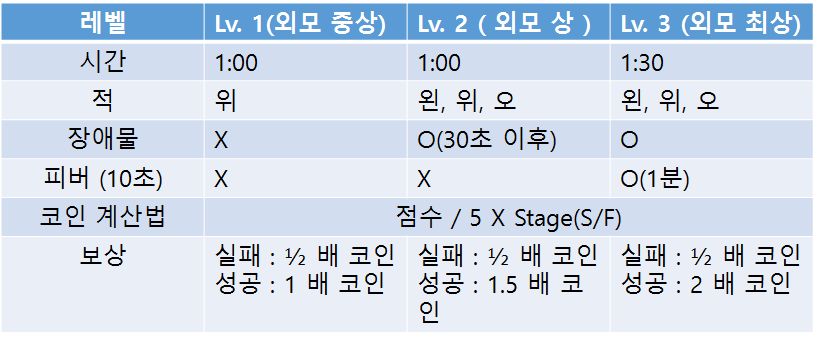 레벨 Lv. 1(외모 중상) Lv. 2 ( 외모 상 ) Lv. 3 (외모 최상)
시간 1:00 1:00 1:30
적 위 왼, 위, 오 왼, 위, 오
장애물 X O(30초 이후) O
피버 (10초) X X O(1분)
코인 계산법 점수 / 5 X Stage(S/F)
보상 실패 : ½ 배 코인 실패 : ½ 배 코인 실패 : ½ 배 코인
성공 : 1 배 코인 성공 : 1.5 배 코 성공 : 2 배 코인
인